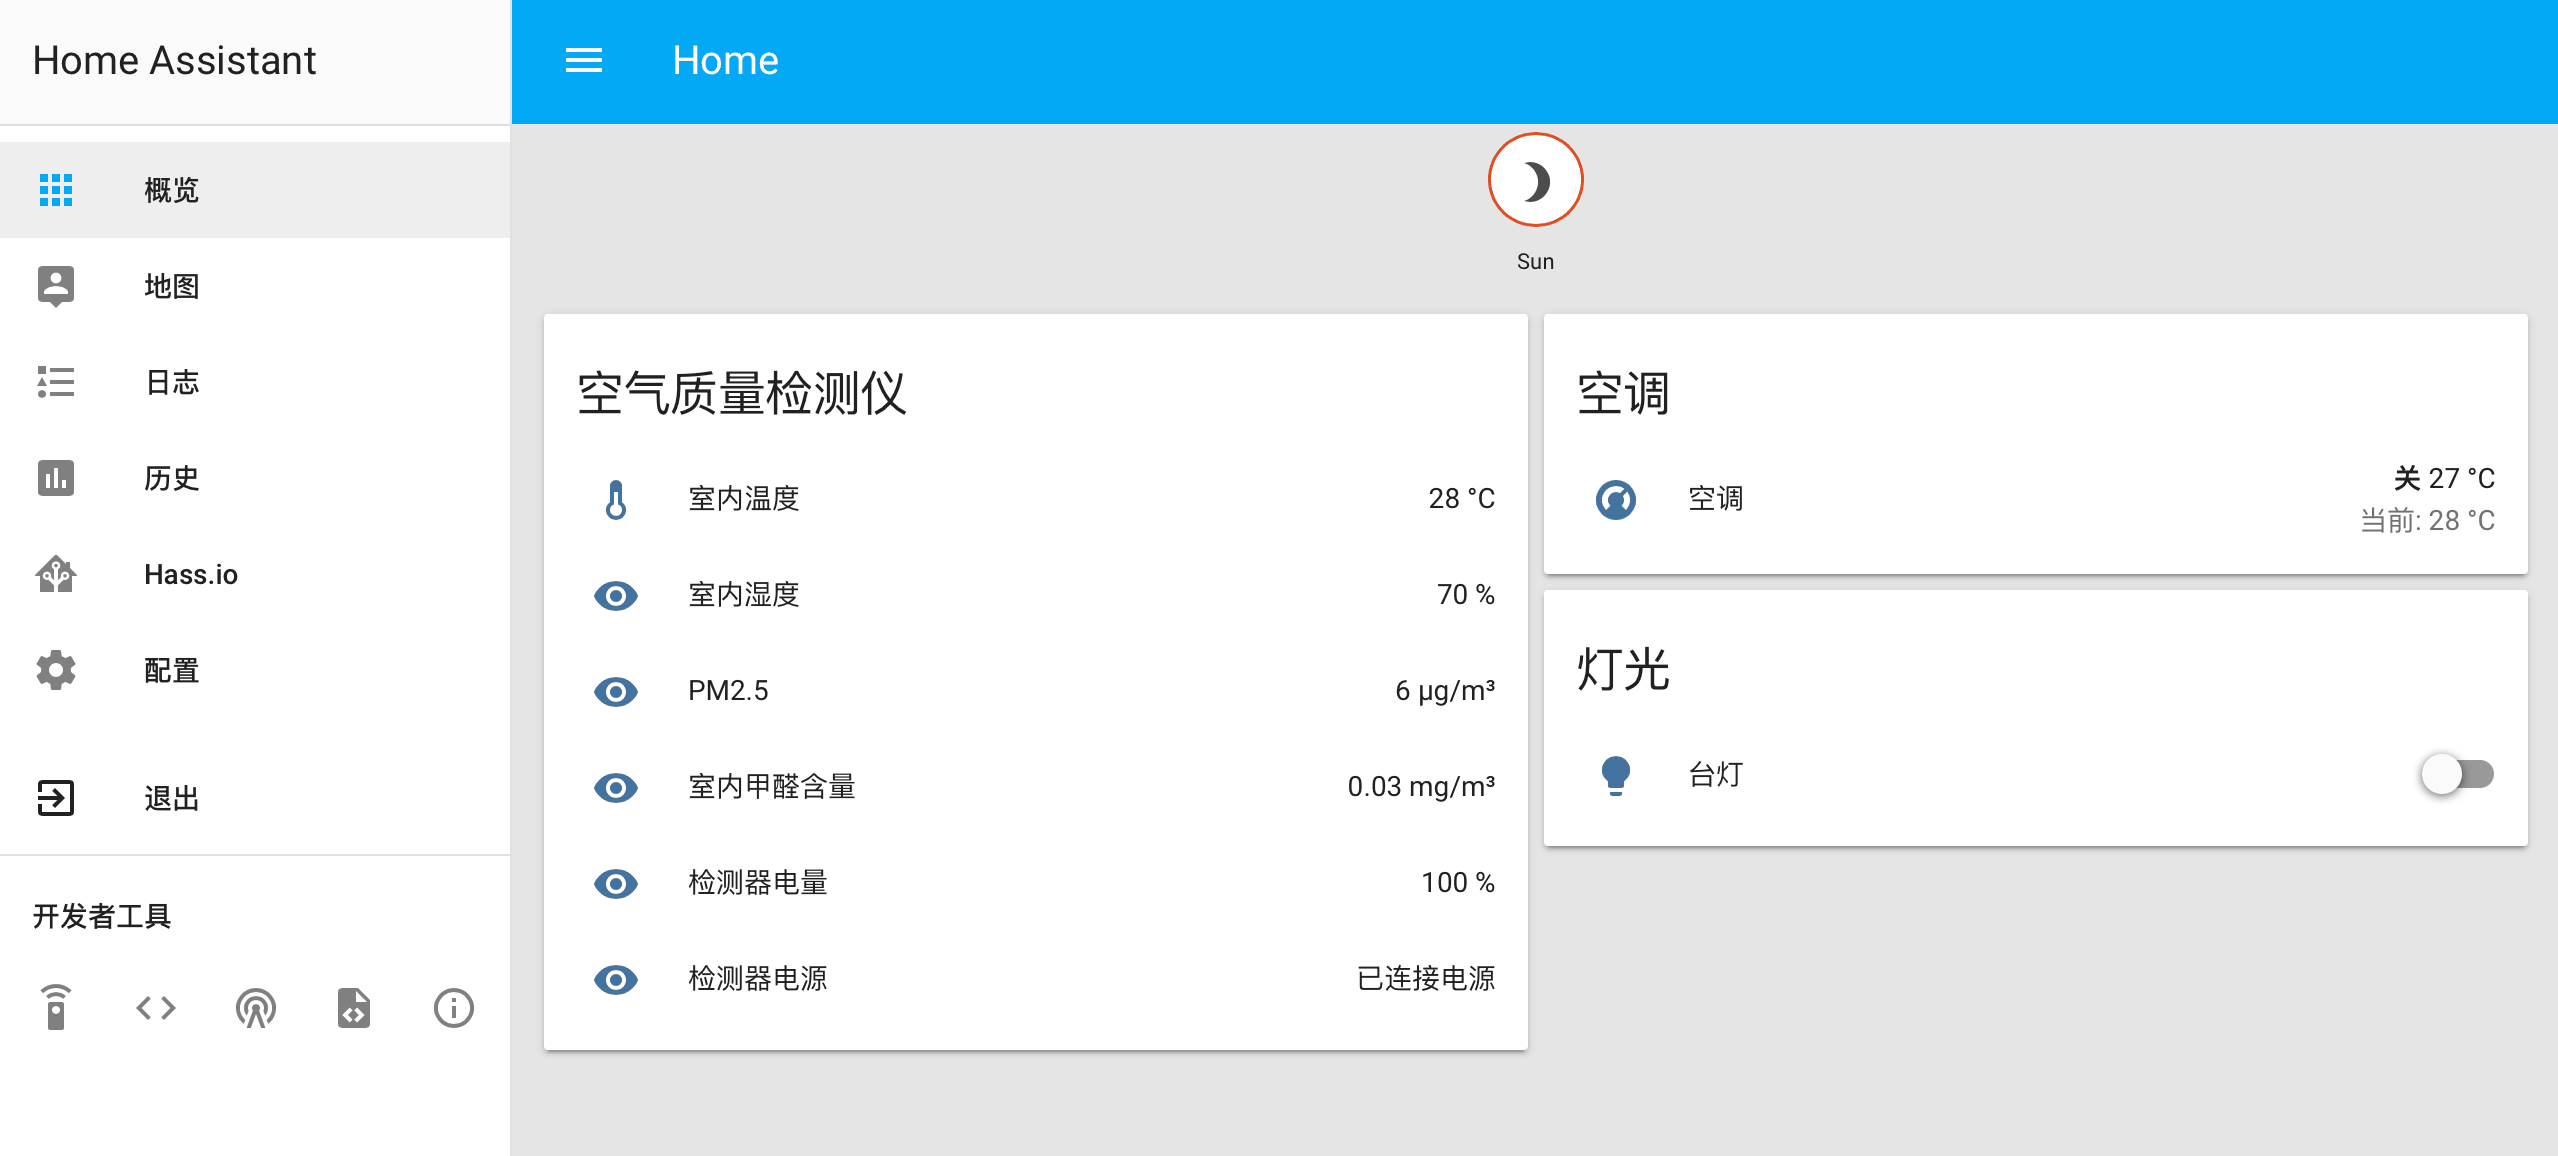 Home Assistant
概览
地图
日志
历史
Hass.io
配置
退出
开发者工具
Home
Sun
空气质量检测仪
室内温度 28 °C
室内湿度 70 %
PM2.5 6 µg/m³
室内甲醛含量 0.03 mg/m³
检测器电量 100 %
检测器电源 已连接电源
空调
空调 关 27 °C
当前: 28 °C
灯光
台灯